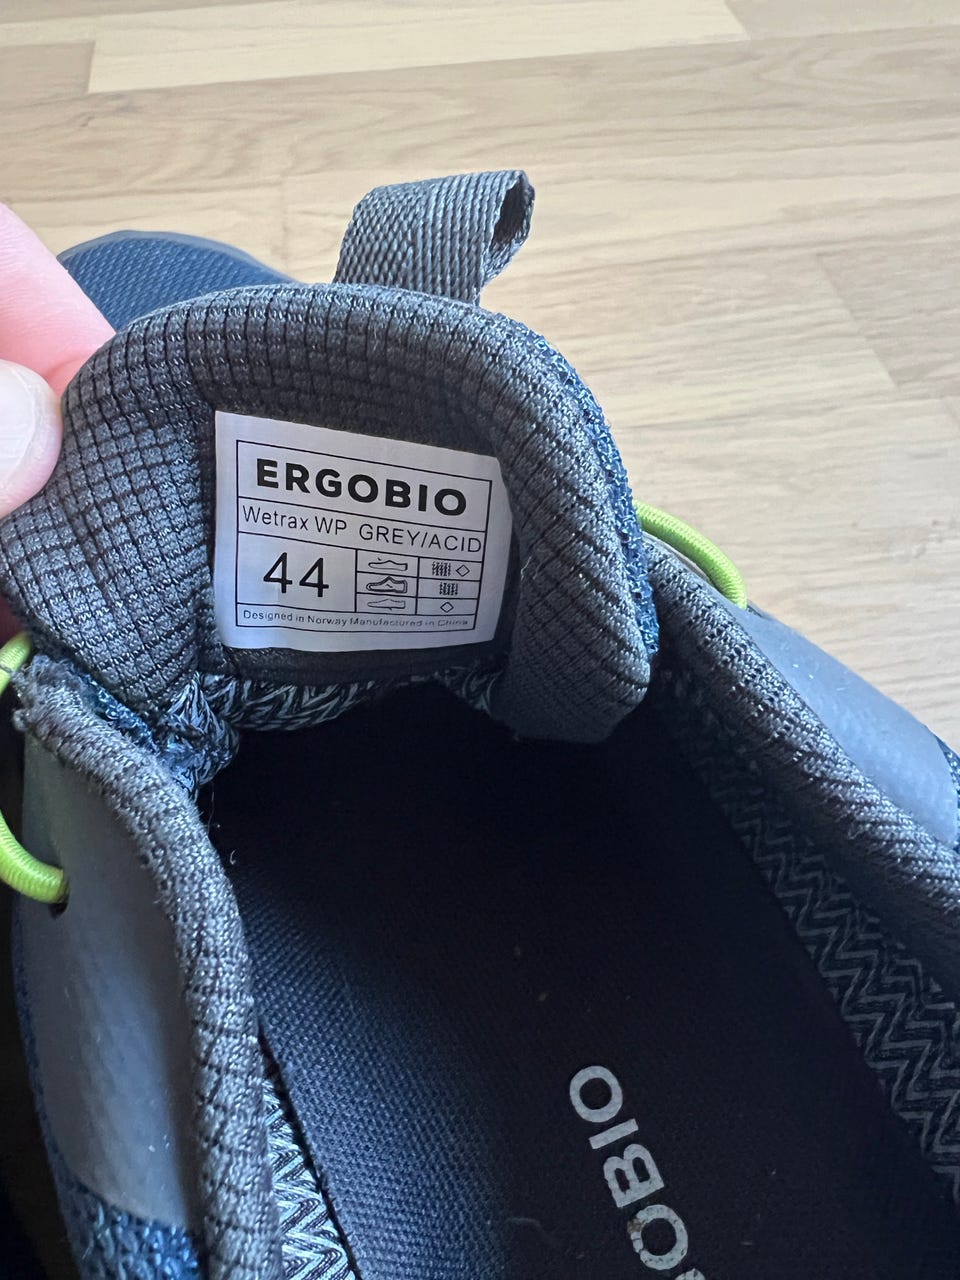 ERGOBIO
Wetrax WP GREY/ACID
44
Designed in Norway Manufactured in China
OBIO